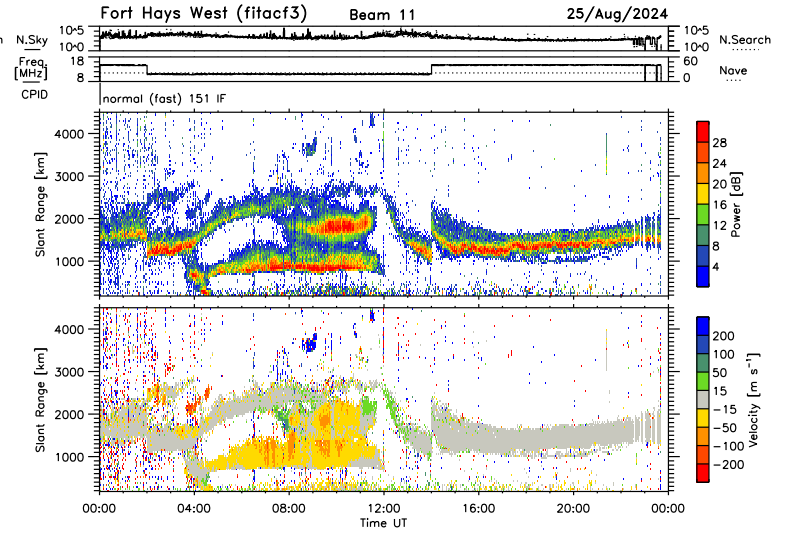 Fort Hays West (fitacf3) Beam 11 25/Aug/2024
N.Sky 10^5 10^0 10^5 10^0 N.Search
Freq. [MHz] 18 8 60 0 Nave
CPID normal (fast) 151 IF
4000
3000
2000
1000
Slant Range [km]
28
24
20
16
12
8
4
Power [dB]
4000
3000
2000
1000
Slant Range [km]
200
100
50
15
-15
-50
-100
-200
Velocity [m s⁻¹]
00:00 04:00 08:00 12:00 16:00 20:00 00:00
Time UT